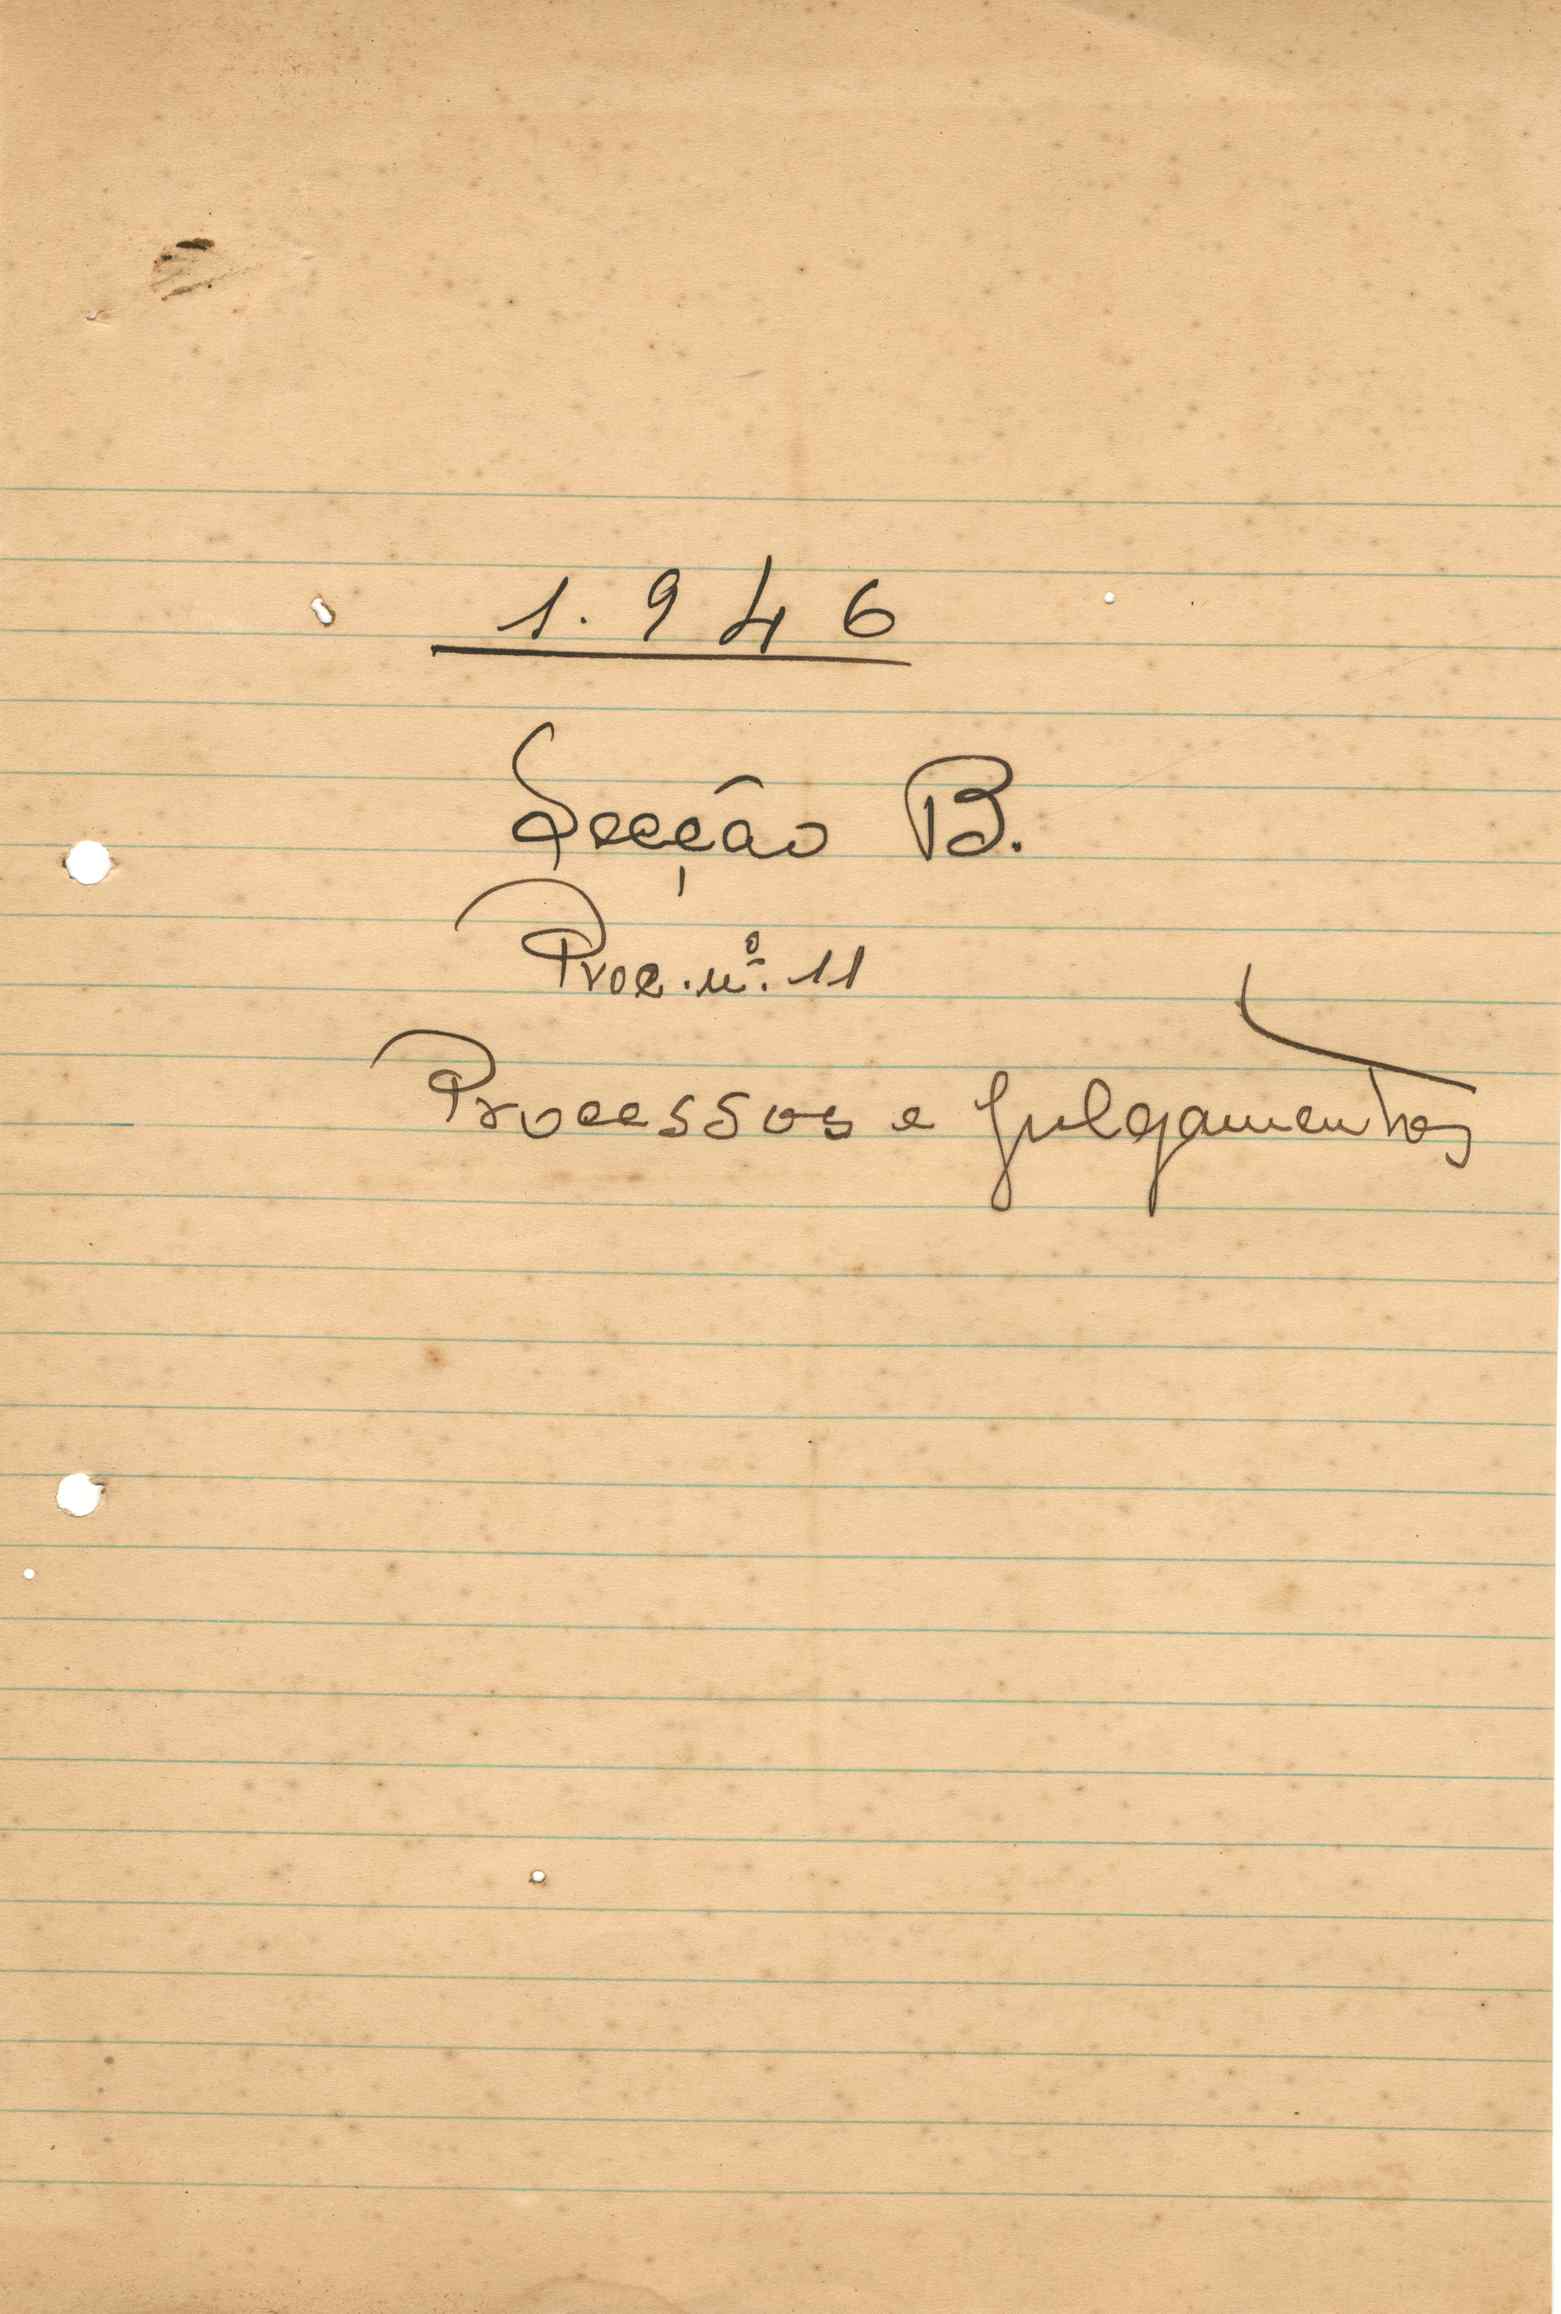 1.946
Secção B.
Proc. nº. 11
Processos e Julgamentos